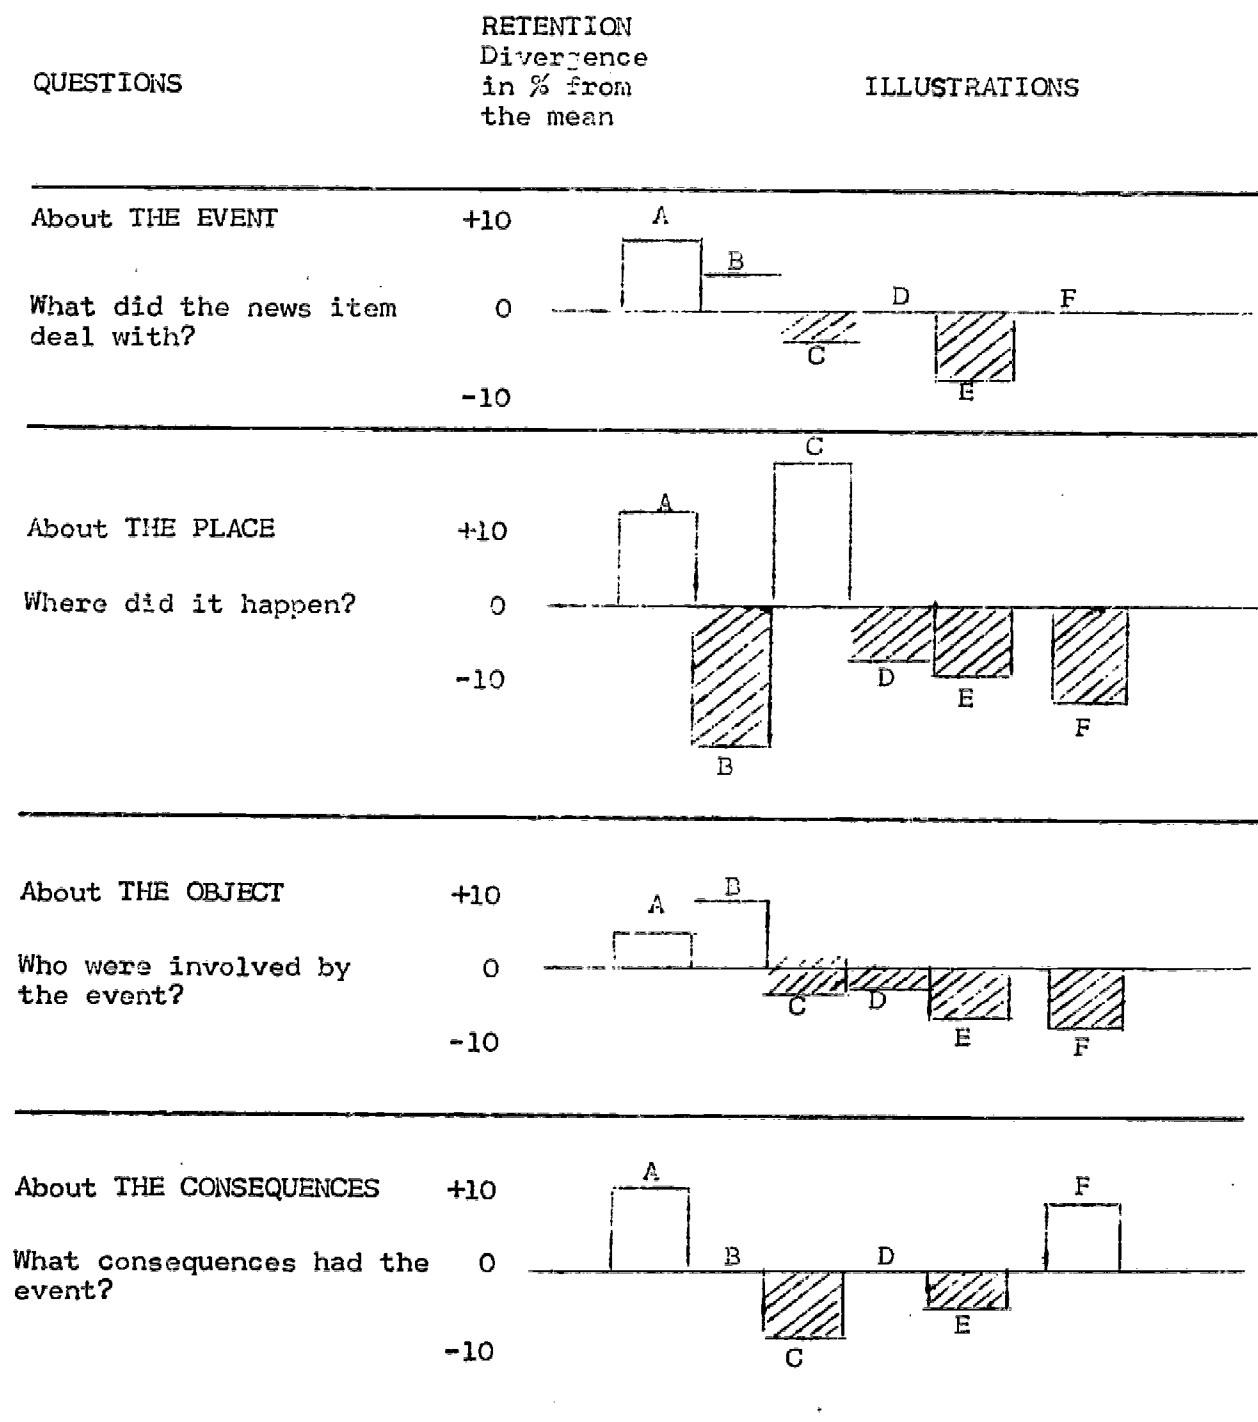 QUESTIONS
RETENTION
Divergence
in % from
the mean
ILLUSTRATIONS
About THE EVENT
+10
A
B
What did the news item
deal with?
0
D
F
C
E
-10
C
A
About THE PLACE
+10
Where did it happen?
0
-10
D
E
F
B
About THE OBJECT
+10
A
B
Who were involved by
the event?
0
C
D
E
F
-10
A
F
About THE CONSEQUENCES
+10
What consequences had the
event?
0
B
D
E
C
-10